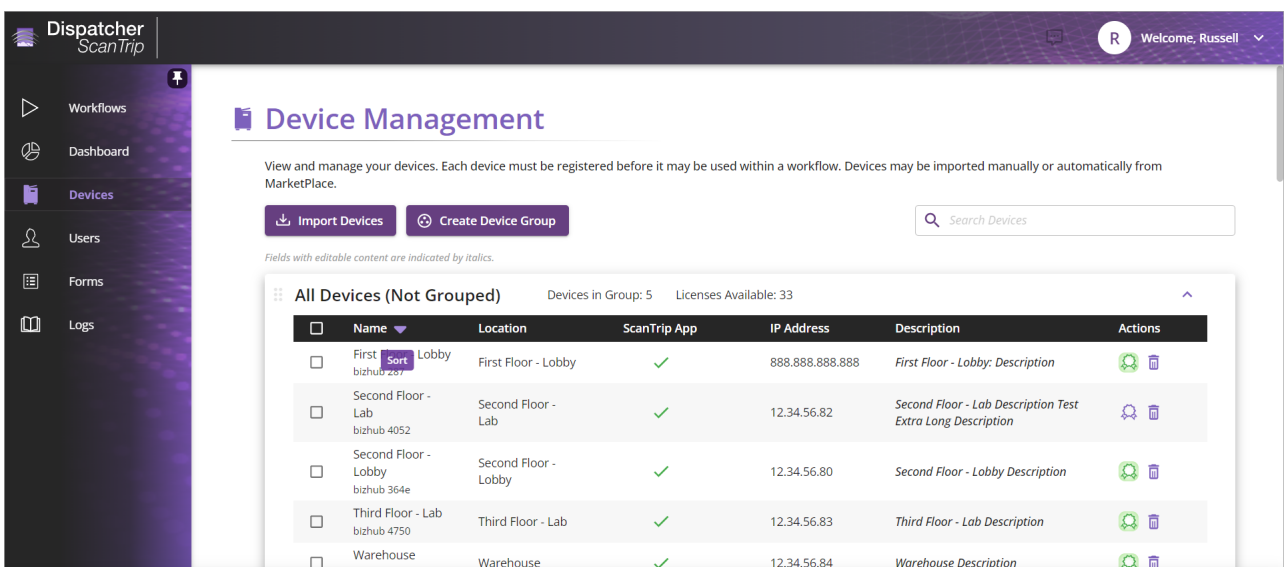 Dispatcher
ScanTrip
R Welcome, Russell
Workflows
Dashboard
Devices
Users
Forms
Logs
Device Management
View and manage your devices. Each device must be registered before it may be used within a workflow. Devices may be imported manually or automatically from
MarketPlace.
Import Devices Create Device Group Search Devices
Fields with editable content are indicated by italics.
All Devices (Not Grouped) Devices in Group: 5 Licenses Available: 33
Name Location ScanTrip App IP Address Description Actions
First Lobby
Sort
bizhub 287
First Floor - Lobby 888.888.888.888 First Floor - Lobby: Description
Second Floor -
Lab
bizhub 4052
Second Floor -
Lab
12.34.56.82
Second Floor - Lab Description Test
Extra Long Description
Second Floor -
Lobby
bizhub 364e
Second Floor -
Lobby
12.34.56.80
Second Floor - Lobby Description
Third Floor - Lab
bizhub 4750
Third Floor - Lab 12.34.56.83 Third Floor - Lab Description
Warehouse
Warehouse 12.34.56.84 Warehouse Description